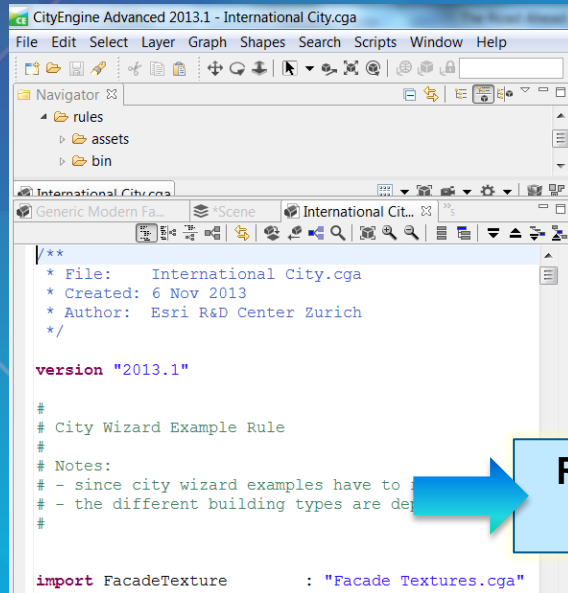 CityEngine Advanced 2013.1 - International City.cga
File Edit Select Layer Graph Shapes Search Scripts Window Help
Navigator
rules
assets
bin
International City.cga
Generic Modern Fa...
*Scene
International Cit...
/**
* File: International City.cga
* Created: 6 Nov 2013
* Author: Esri R&D Center Zurich
*/
version "2013.1"
#
# City Wizard Example Rule
#
# Notes:
# - since city wizard examples have to
# - the different building types are de
#
import FacadeTexture : "Facade Textures.cga"